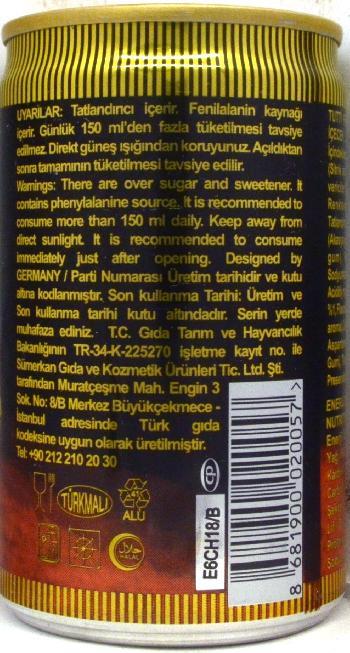 UYARILAR: Tatlandırıcı içerir. Fenilalanin kaynağı
içerir. Günlük 150 ml'den fazla tüketilmesi tavsiye
edilmez. Direkt güneş ışığından koruyunuz. Açıldıktan
sonra tamamının tüketilmesi tavsiye edilir.
Warnings: There are over sugar and sweetener. It
contains phenylalanine source. It is recommended to
consume more than 150 ml daily. Keep away from
direct sunlight. It is recommended to consume
immediately just after opening. Designed by
GERMANY / Parti Numarası Üretim tarihidir ve kutu
altına kodlanmıştır. Son kullanma Tarihi: Üretim ve
Son kullanma tarihi kutu altındadır. Serin yerde
muhafaza ediniz. T.C. Gıda Tarım ve Hayvancılık
Bakanlığının TR-34-K-225270 işletme kayıt no. ile
Sümerkan Gıda ve Kozmetik Ürünleri Tic. Ltd. Şti.
tarafından Muratçeşme Mah. Engin 3
Sok. No: 8/B Merkez Büyükçekmece -
İstanbul adresinde Türk gıda
kodeksine uygun olarak üretilmiştir.
Tel: +90 212 210 20 30
TÜRKMALI
41
ALU
HALAL
E6CH18/B
8 681900 020057 >